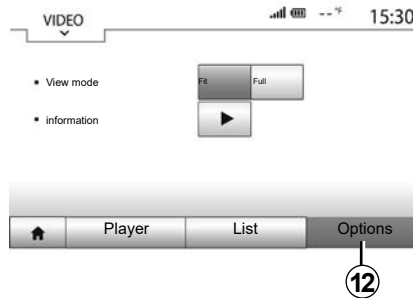 VIDEO
--°F
15:30
View mode
Fit
Full
information
Player
List
Options
12